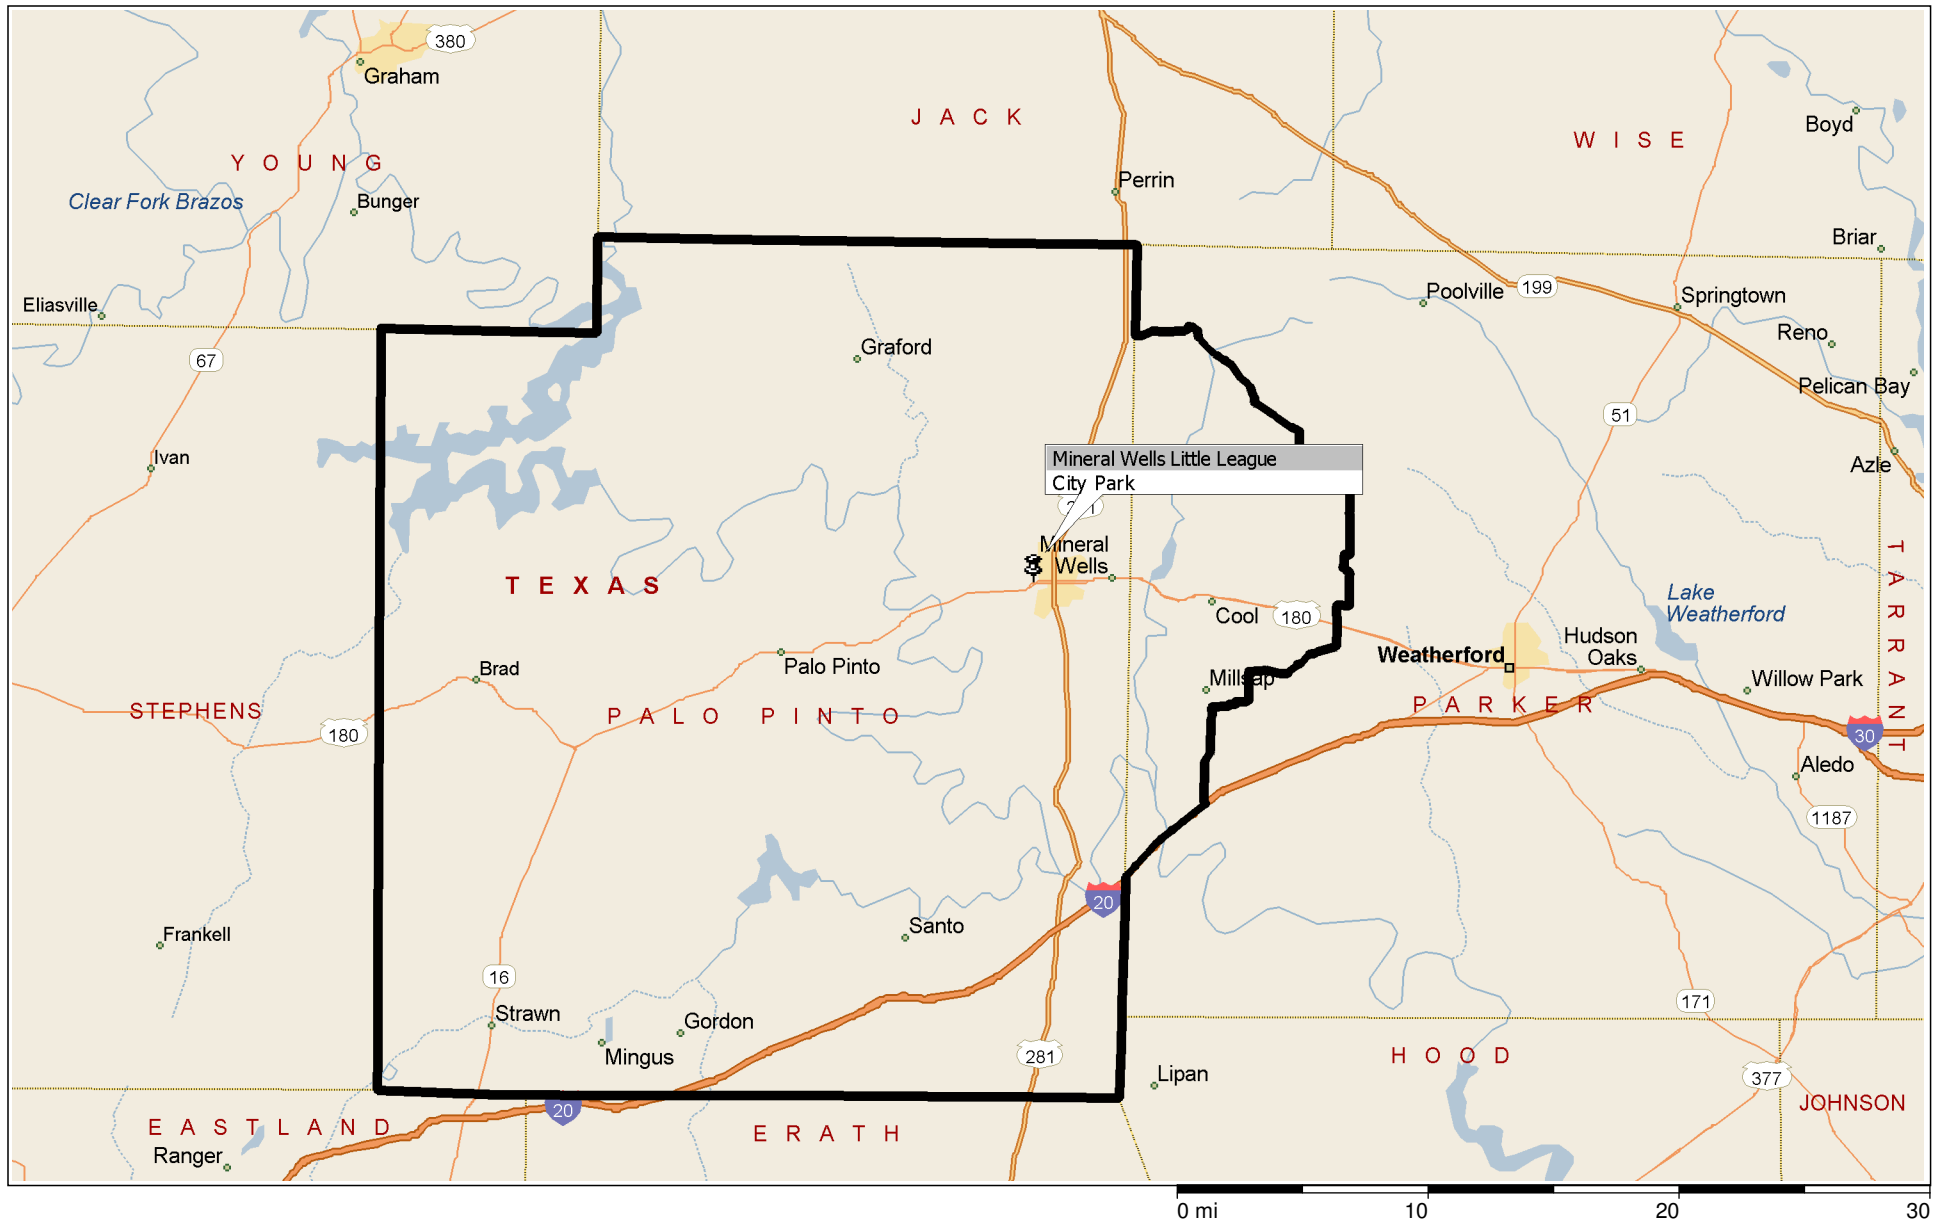 380
Graham
J A C K
Boyd
W I S E
Y O U N G
Perrin
Clear Fork Brazos
Bunger
Briar
Eliasville
Poolville
199
Springtown
Reno
67
Graford
Pelican Bay
51
Ivan
Mineral Wells Little League
Azle
City Park
Mineral
Wells
T E X A S
Lake
Weatherford
Cool
180
Hudson
Oaks
Weatherford
T A R R A N T
Brad
Palo Pinto
Millsap
Willow Park
STEPHENS
P A L O P I N T O
P A R K E R
180
30
Aledo
1187
20
Santo
Frankell
16
171
Strawn
Gordon
Mingus
281
H O O D
Lipan
377
JOHNSON
20
E A S T L A N D
E R A T H
Ranger
0 mi 10 20 30